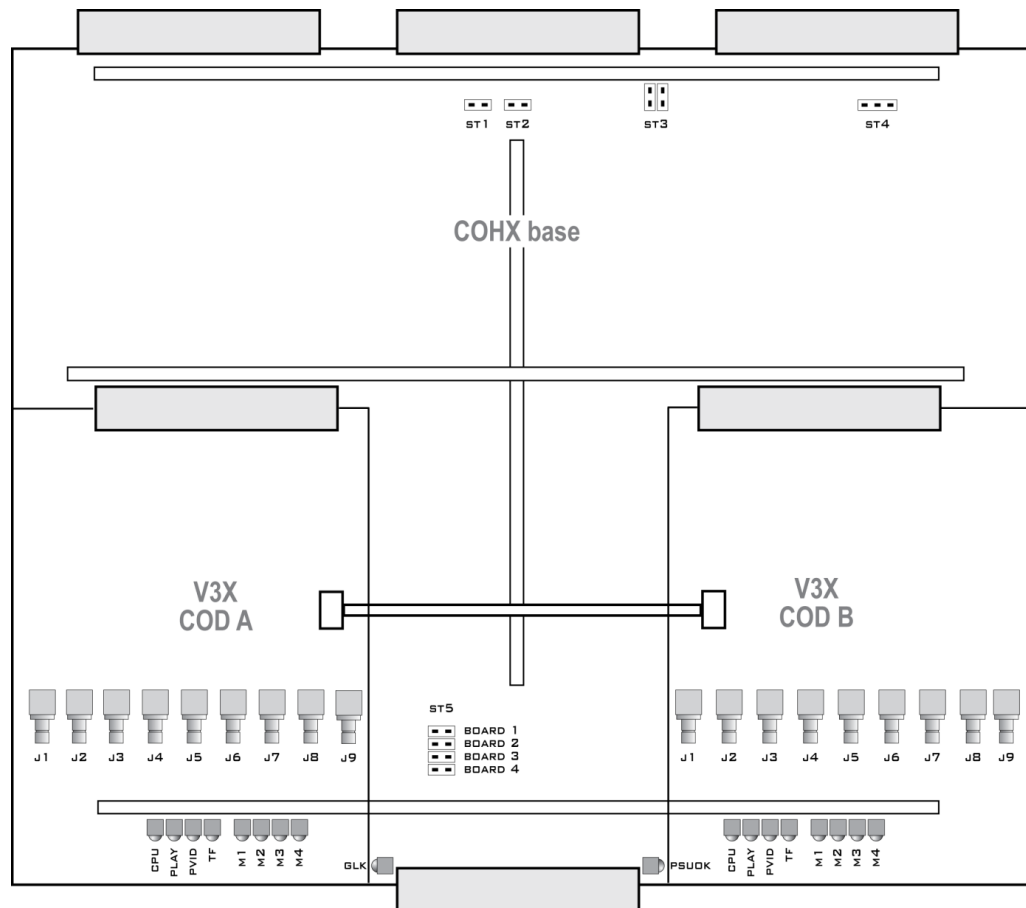 ST1 ST2 ST3 ST4
COHX base
V3X
COD A
V3X
COD B
ST5
BOARD 1
BOARD 2
BOARD 3
BOARD 4
J1 J2 J3 J4 J5 J6 J7 J8 J9
J1 J2 J3 J4 J5 J6 J7 J8 J9
CPU PLAY PVID TF M1 M2 M3 M4
GLK
PSUOK
CPU PLAY PVID TF M1 M2 M3 M4